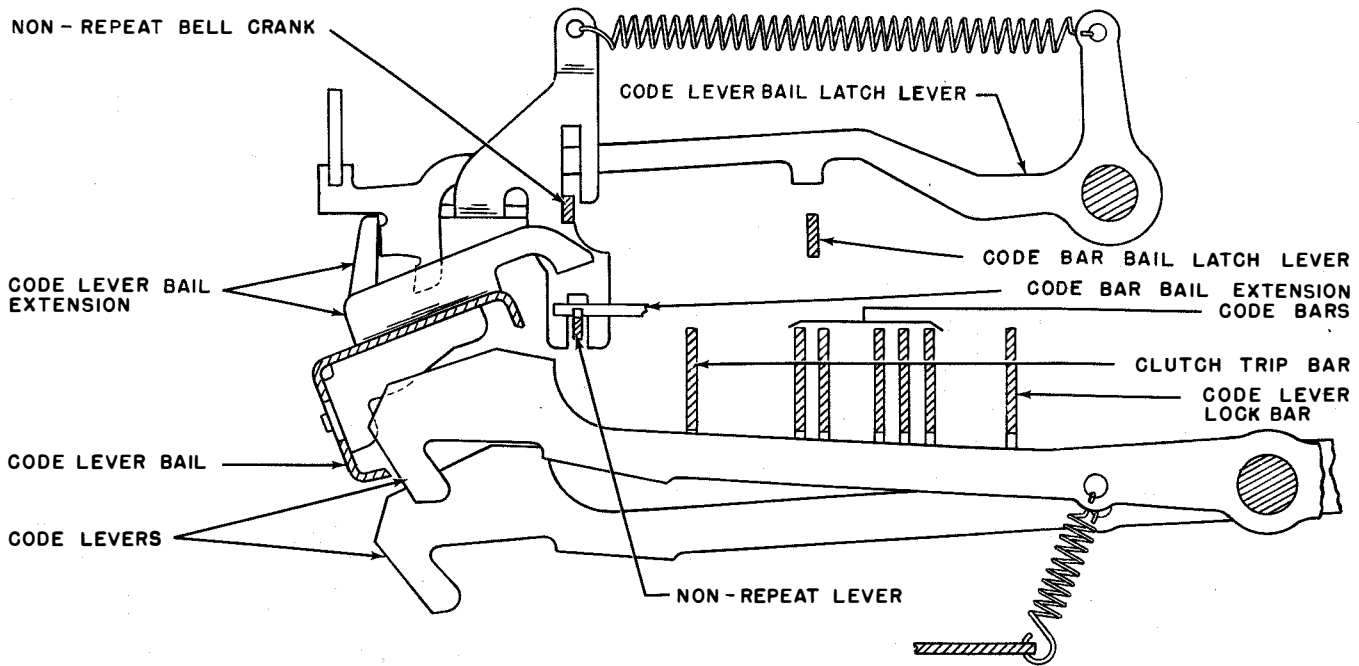 NON-REPEAT BELL CRANK
CODE LEVER BAIL LATCH LEVER
CODE BAR BAIL LATCH LEVER
CODE LEVER BAIL
EXTENSION
CODE BAR BAIL EXTENSION
CODE BARS
CLUTCH TRIP BAR
CODE LEVER
LOCK BAR
CODE LEVER BAIL
CODE LEVERS
NON-REPEAT LEVER